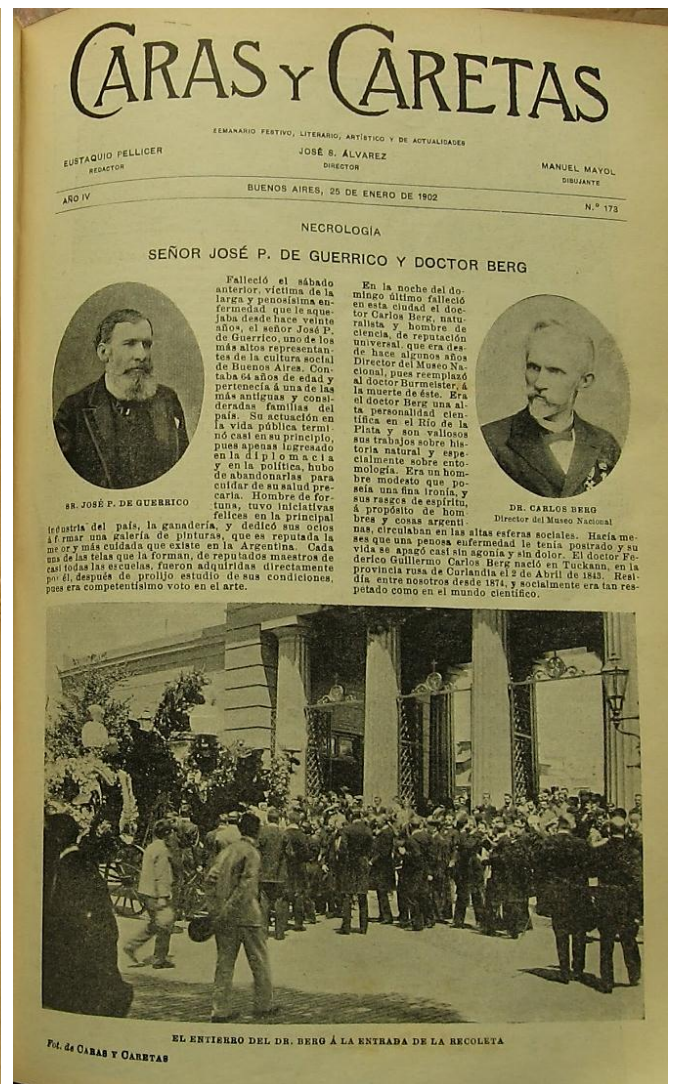 CARAS Y CARETAS
SEMANARIO FESTIVO, LITERARIO, ARTÍSTICO Y DE ACTUALIDADES
EUSTAQUIO PELLICER
REDACTOR
JOSÉ S. ÁLVAREZ
DIRECTOR
MANUEL MAYOL
DIBUJANTE
AÑO IV
BUENOS AIRES, 25 DE ENERO DE 1902
N.º 173
NECROLOGÍA
SEÑOR JOSÉ P. DE GUERRICO Y DOCTOR BERG
Falleció el sábado
anterior, víctima de la
larga y penosísima en-
fermedad que le aque-
jaba desde hace veinte
años, el señor José P.
de Guerrico, uno de los
más altos representan-
tes de la cultura social
de Buenos Aires. Con-
taba 64 años de edad y
pertenecía á una de las
más antiguas y consi-
deradas familias del
país. Su actuación en
la vida pública termi-
nó casi en su principio,
pues apenas ingresado
en la diplomacia
y en la política, hubo
de abandonarlas para
cuidar de su salud pre-
caria. Hombre de for-
tuna, tuvo iniciativas
felices en la principal
SR. JOSÉ P. DE GUERRICO
industria del país, la ganadería, y dedicó sus ocios
á formar una galería de pinturas, que es reputada la
mejor y más cuidada que existe en la Argentina. Cada
una de las telas que la forman, de reputados maestros de
casi todas las escuelas, fueron adquiridas directamente
por él, después de prolijo estudio de sus condiciones,
pues era competentísimo voto en el arte.
En la noche del do-
mingo último falleció
en esta ciudad el doc-
tor Carlos Berg, natu-
ralista y hombre de
ciencia, de reputación
universal, que era des-
de hace algunos años
Director del Museo Na-
cional, pues reemplazó
al doctor Burmeister, á
la muerte de éste. Era
el doctor Berg una al-
ta personalidad cien-
tífica en el Río de la
Plata y son valiosos
sus trabajos sobre his-
toria natural y espe-
cialmente sobre ento-
mología. Era un hom-
bre modesto que po-
seía una fina ironía, y
sus rasgos de espíritu,
á propósito de hom-
bres y cosas argenti-
DR. CARLOS BERG
Director del Museo Nacional
nas, circulaban en las altas esferas sociales. Hacía me-
ses que una penosa enfermedad le tenía postrado y su
vida se apagó casi sin agonía y sin dolor. El doctor Fe-
derico Guillermo Carlos Berg nació en Tuckann, en la
provincia rusa de Curlandia el 2 de Abril de 1843. Resi-
día entre nosotros desde 1874, y socialmente era tan res-
petado como en el mundo científico.
EL ENTIERRO DEL DR. BERG Á LA ENTRADA DE LA RECOLETA
Fot. de CARAS Y CARETAS